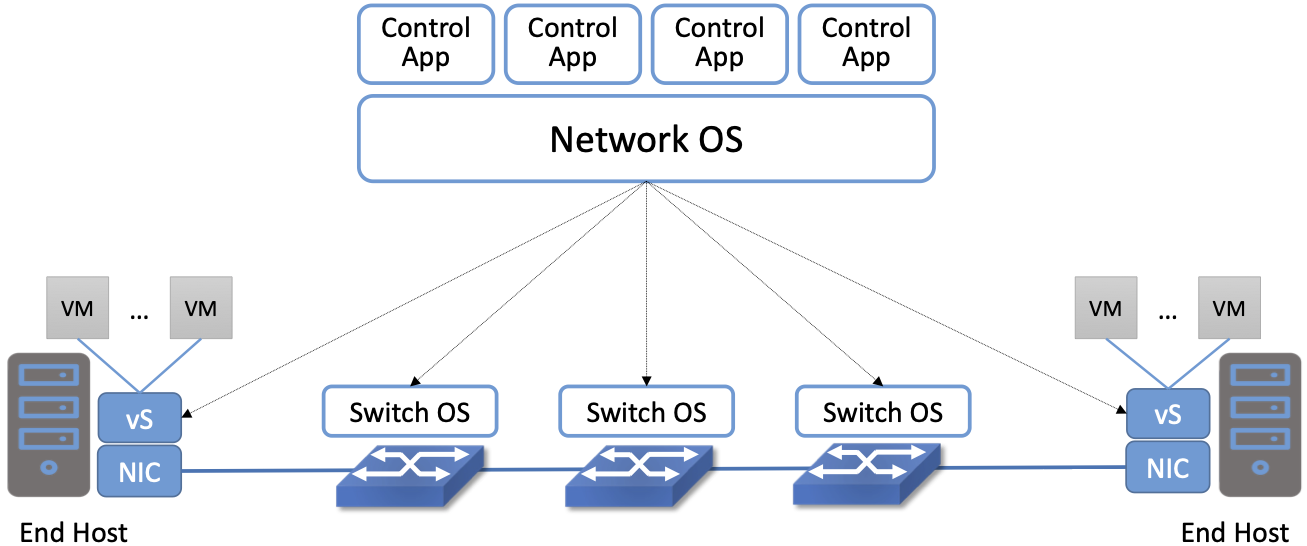 Control
App
Control
App
Control
App
Control
App
Network OS
VM
...
VM
VM
...
VM
vS
Switch OS
Switch OS
Switch OS
vS
NIC
NIC
End Host
End Host